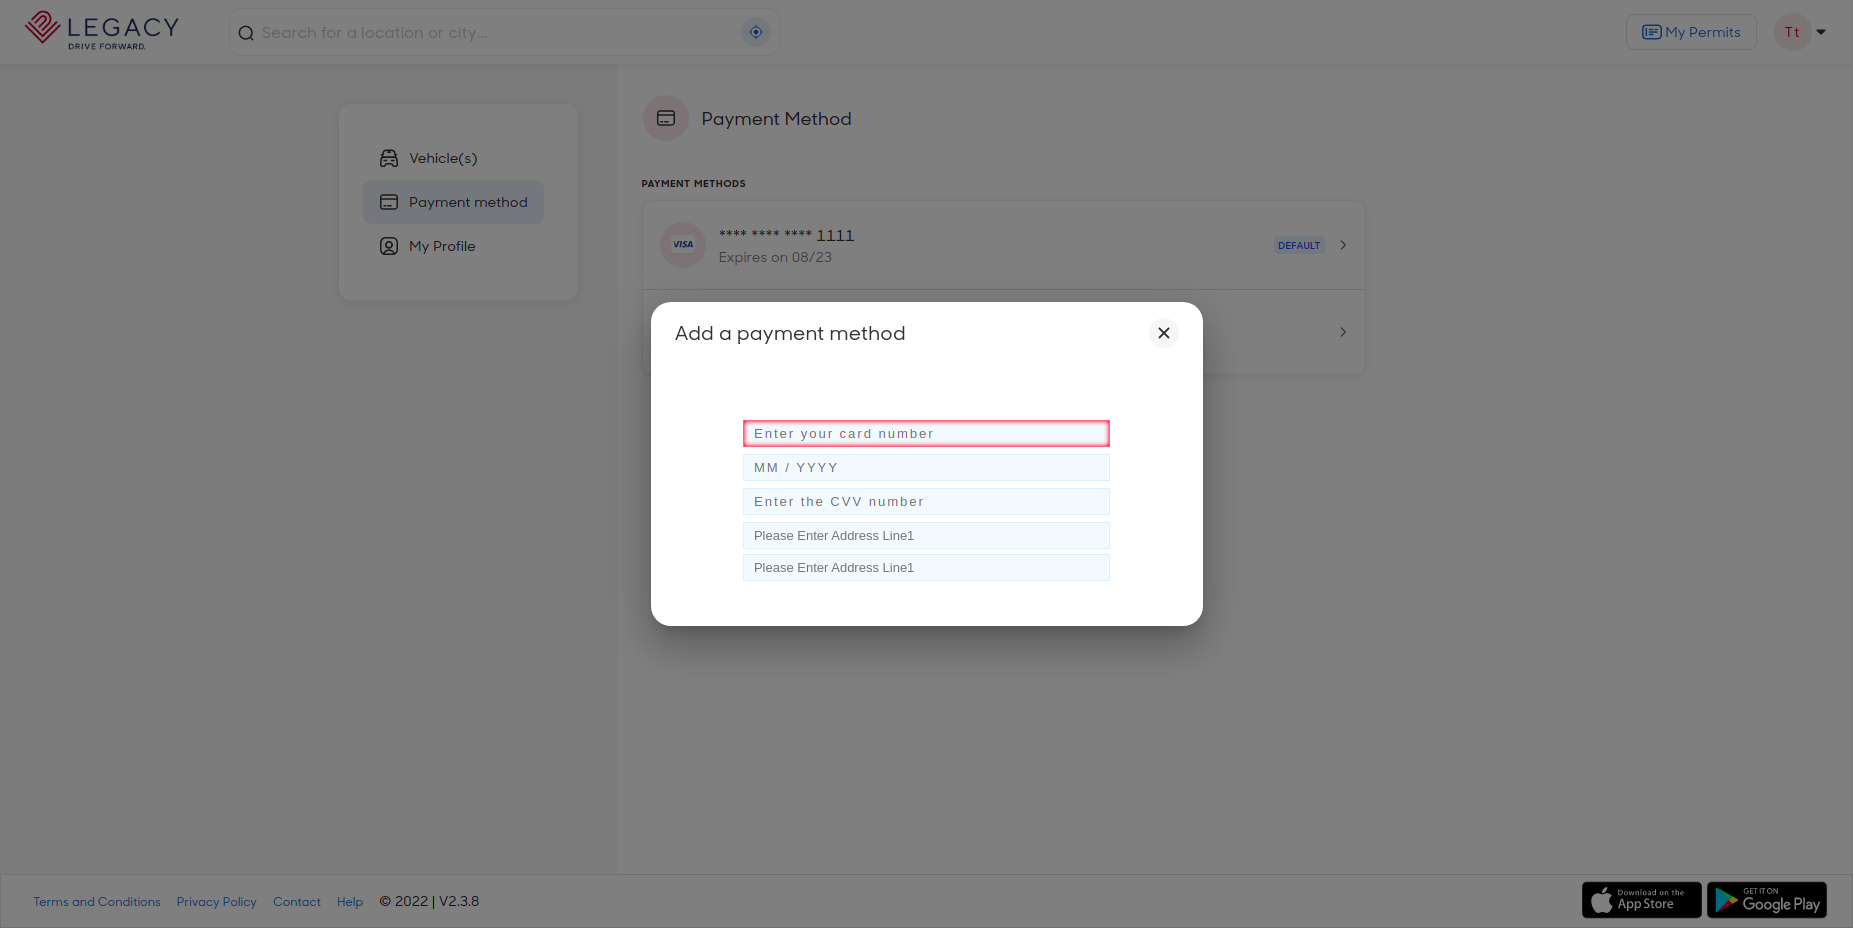 LEGACY
DRIVE FORWARD.
Search for a location or city...
My Permits
Tt
Vehicle(s)
Payment method
My Profile
Payment Method
PAYMENT METHODS
VISA
**** **** **** 1111
Expires on 08/23
DEFAULT
Add a payment method
Enter your card number
MM / YYYY
Enter the CVV number
Please Enter Address Line1
Please Enter Address Line1
Terms and Conditions Privacy Policy Contact Help © 2022 | V2.3.8
Download on the
App Store
GET IT ON
Google Play